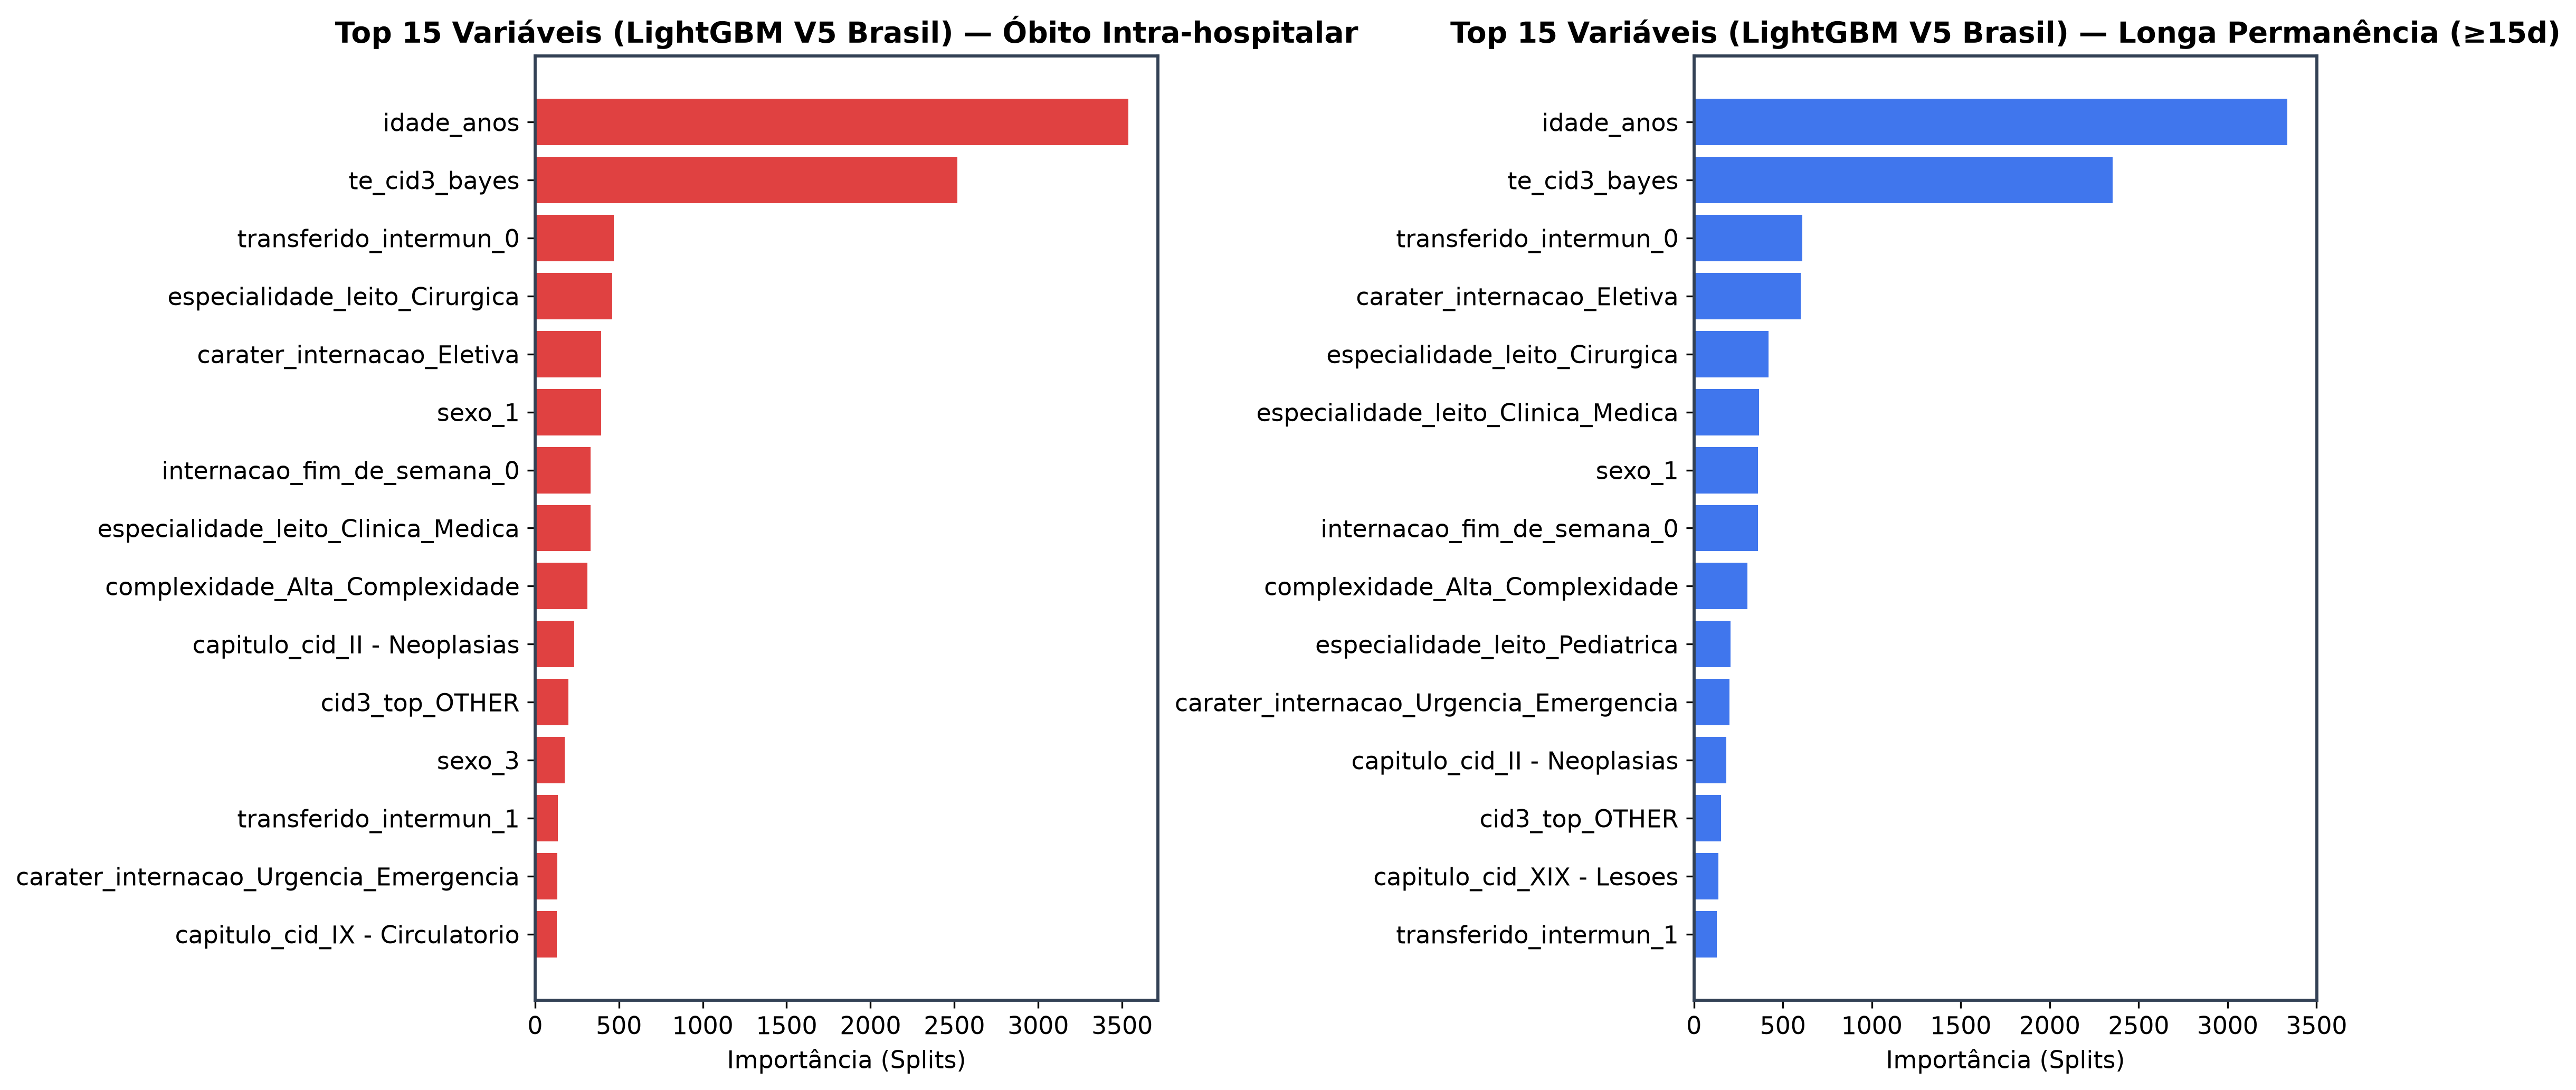 Top 15 Variáveis (LightGBM V5 Brasil) — Óbito Intra-hospitalar
idade_anos
te_cid3_bayes
transferido_intermun_0
especialidade_leito_Cirurgica
carater_internacao_Eletiva
sexo_1
internacao_fim_de_semana_0
especialidade_leito_Clinica_Medica
complexidade_Alta_Complexidade
capitulo_cid_II - Neoplasias
cid3_top_OTHER
sexo_3
transferido_intermun_1
carater_internacao_Urgencia_Emergencia
capitulo_cid_IX - Circulatorio
0 500 1000 1500 2000 2500 3000 3500
Importância (Splits)
Top 15 Variáveis (LightGBM V5 Brasil) — Longa Permanência (≥15d)
idade_anos
te_cid3_bayes
transferido_intermun_0
carater_internacao_Eletiva
especialidade_leito_Cirurgica
especialidade_leito_Clinica_Medica
sexo_1
internacao_fim_de_semana_0
complexidade_Alta_Complexidade
especialidade_leito_Pediatrica
carater_internacao_Urgencia_Emergencia
capitulo_cid_II - Neoplasias
cid3_top_OTHER
capitulo_cid_XIX - Lesoes
transferido_intermun_1
0 500 1000 1500 2000 2500 3000 3500
Importância (Splits)